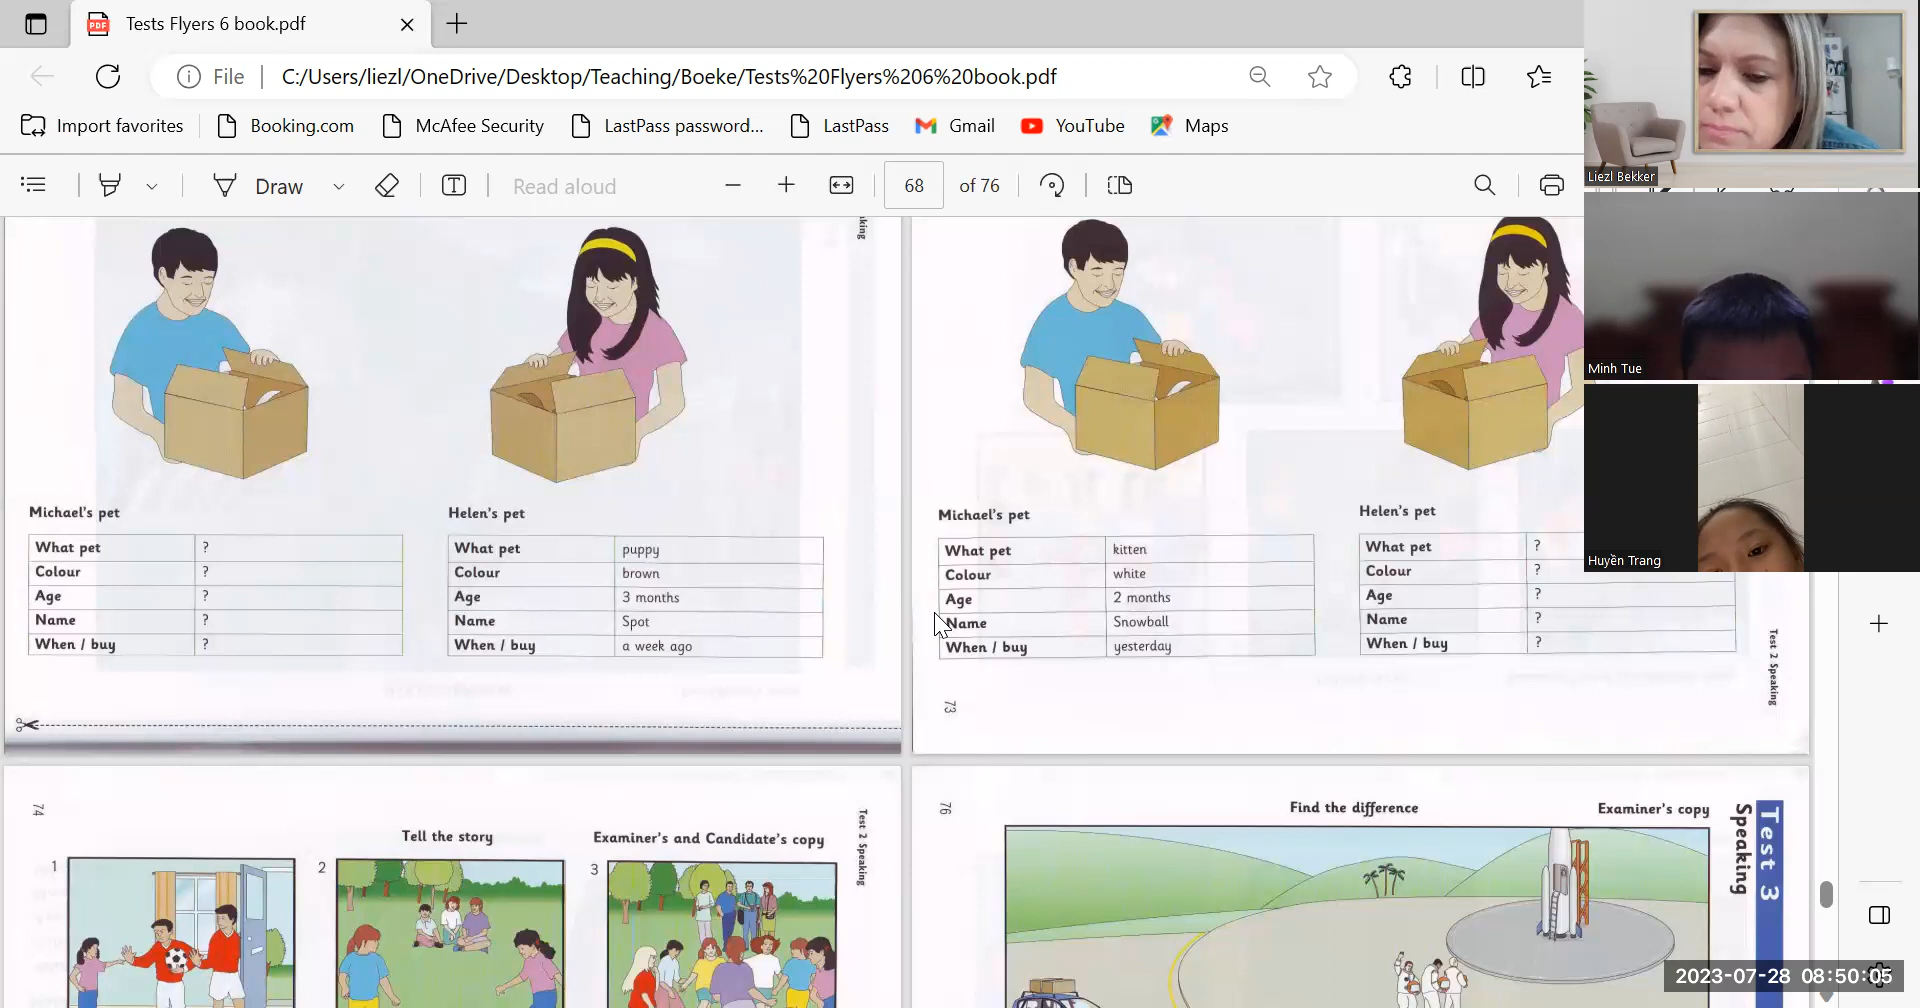 Tests Flyers 6 book.pdf
File
C:/Users/liezl/OneDrive/Desktop/Teaching/Boeke/Tests%20Flyers%206%20book.pdf
Import favorites
Booking.com
McAfee Security
LastPass password...
LastPass
Gmail
YouTube
Maps
Draw
Read aloud
68
of 76
Liezl Bekker
Minh Tue
Huyền Trang
Michael's pet
What pet ?
Colour ?
Age ?
Name ?
When / buy ?
Helen's pet
What pet puppy
Colour brown
Age 3 months
Name Spot
When / buy a week ago
Michael's pet
What pet kitten
Colour white
Age 2 months
Name Snowball
When / buy yesterday
73
Helen's pet
What pet ?
Colour ?
Age ?
Name ?
When / buy ?
Test 2 Speaking
74
Tell the story
Examiner's and Candidate's copy
Test 2 Speaking
1
2
3
76
Find the difference
Examiner's copy
Test 3
Speaking
2023-07-28 08:50:05